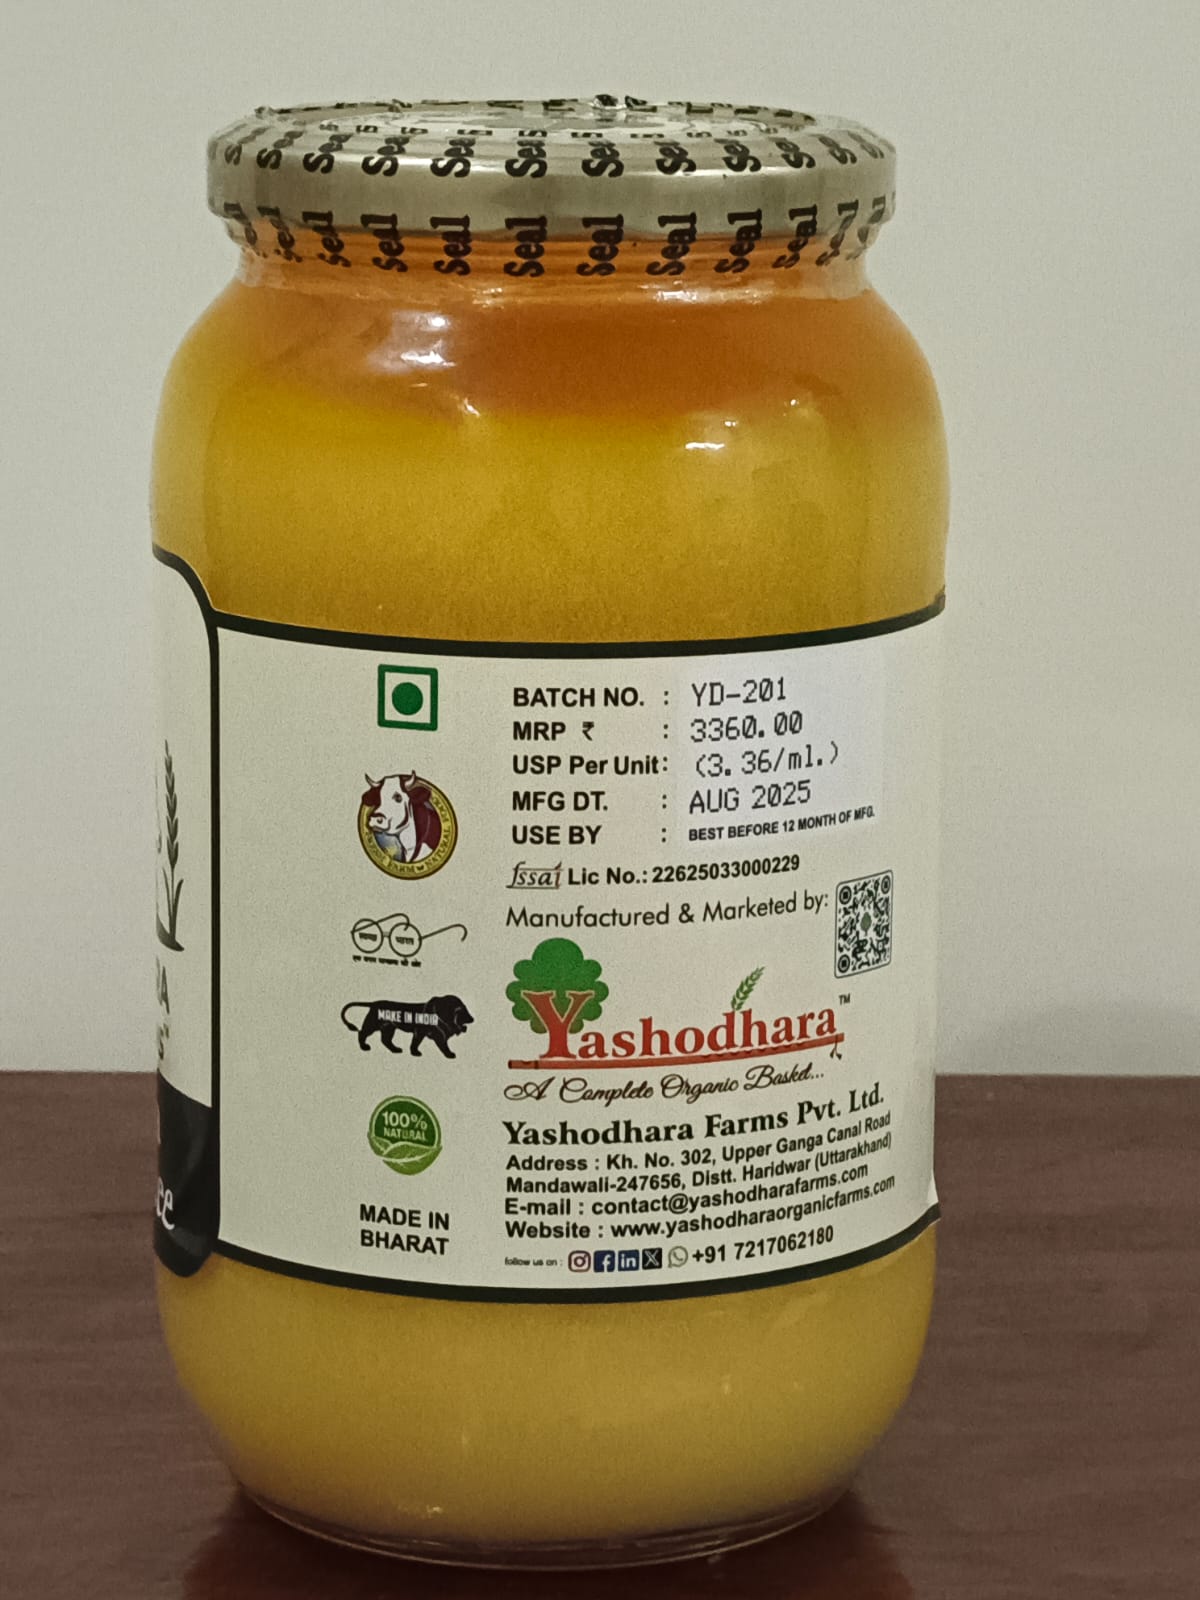 Seal Seal Seal Seal Seal Seal Seal Seal Seal
BATCH NO. : YD-201
MRP ₹ : 3360.00
USP Per Unit: (3.36/ml.)
MFG DT. : AUG 2025
USE BY : BEST BEFORE 12 MONTH OF MFG.
fssai Lic No.: 22625033000229
Manufactured & Marketed by:
Yashodhara™
A Complete Organic Basket...
Yashodhara Farms Pvt. Ltd.
Address : Kh. No. 302, Upper Ganga Canal Road
Mandawali-247656, Distt. Haridwar (Uttarakhand)
E-mail : contact@yashodharafarms.com
Website : www.yashodharaorganicfarms.com
follow us on : +91 7217062180
MAKE IN INDIA
100%
NATURAL
MADE IN
BHARAT